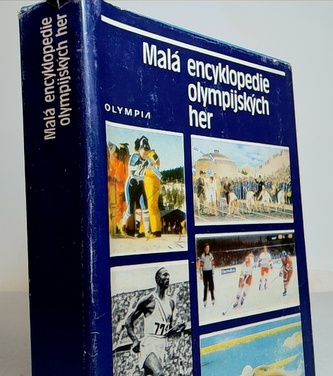 Malá encyklopedie
olympijských her
Malá encyklopedie
olympijských
her
OLYMPIA